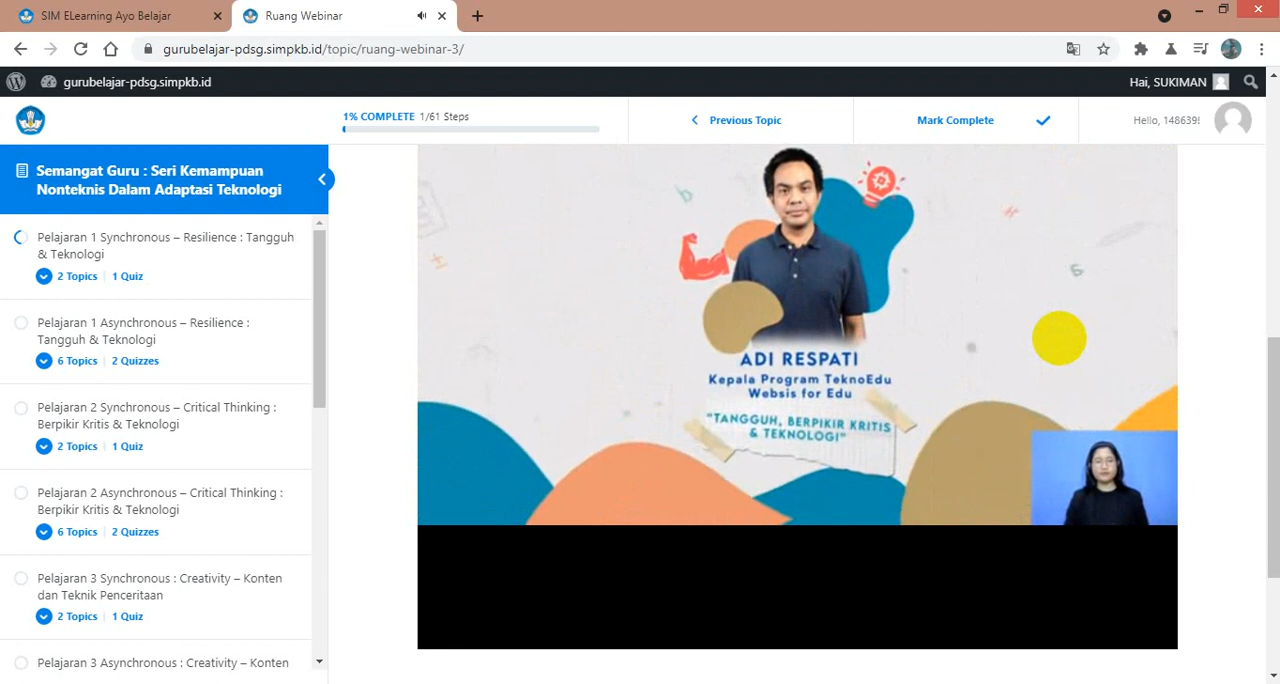 SIM ELearning Ayo Belajar
Ruang Webinar
gurubelajar-pdsg.simpkb.id/topic/ruang-webinar-3/
gurubelajar-pdsg.simpkb.id
Hai, SUKIMAN
1% COMPLETE 1/61 Steps
Previous Topic
Mark Complete
Hello, 148639!
Semangat Guru : Seri Kemampuan
Nonteknis Dalam Adaptasi Teknologi
Pelajaran 1 Synchronous – Resilience : Tangguh
& Teknologi
2 Topics | 1 Quiz
Pelajaran 1 Asynchronous – Resilience :
Tangguh & Teknologi
6 Topics | 2 Quizzes
Pelajaran 2 Synchronous – Critical Thinking :
Berpikir Kritis & Teknologi
2 Topics | 1 Quiz
Pelajaran 2 Asynchronous – Critical Thinking :
Berpikir Kritis & Teknologi
6 Topics | 2 Quizzes
Pelajaran 3 Synchronous : Creativity – Konten
dan Teknik Penceritaan
2 Topics | 1 Quiz
Pelajaran 3 Asynchronous : Creativity – Konten
ADI RESPATI
Kepala Program TeknoEdu
Websis for Edu
"TANGGUH, BERPIKIR KRITIS
& TEKNOLOGI"